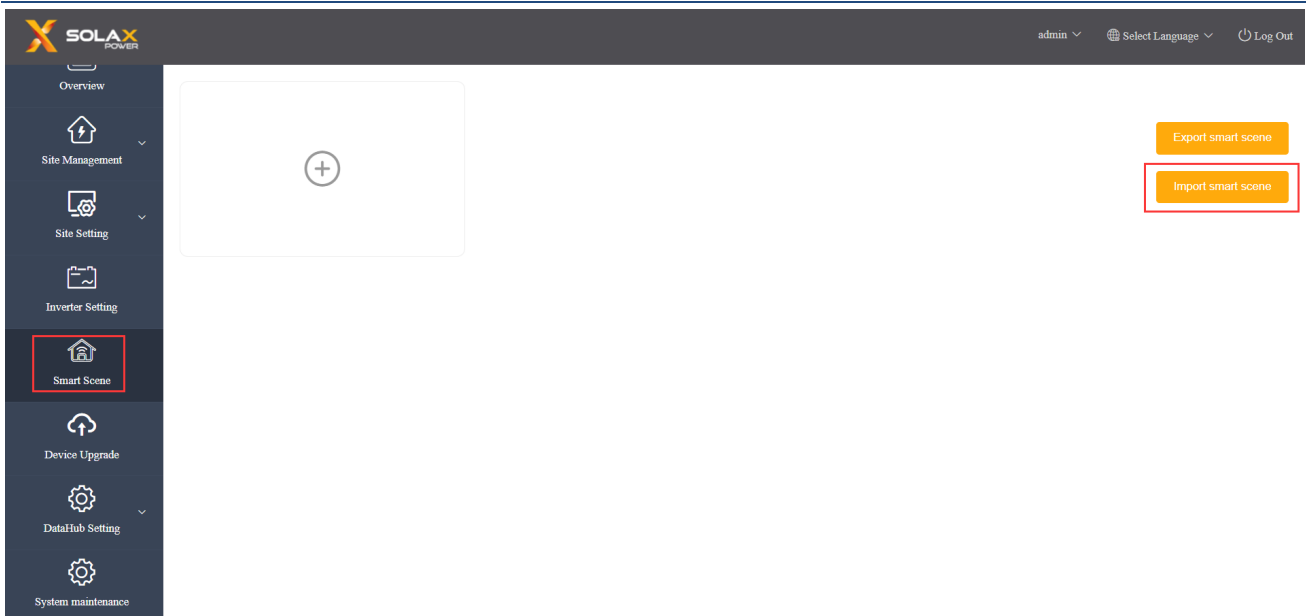 SOLAX
POWER
admin
Select Language
Log Out
Overview
Site Management
Site Setting
Inverter Setting
Smart Scene
Device Upgrade
DataHub Setting
System maintenance
Export smart scene
Import smart scene